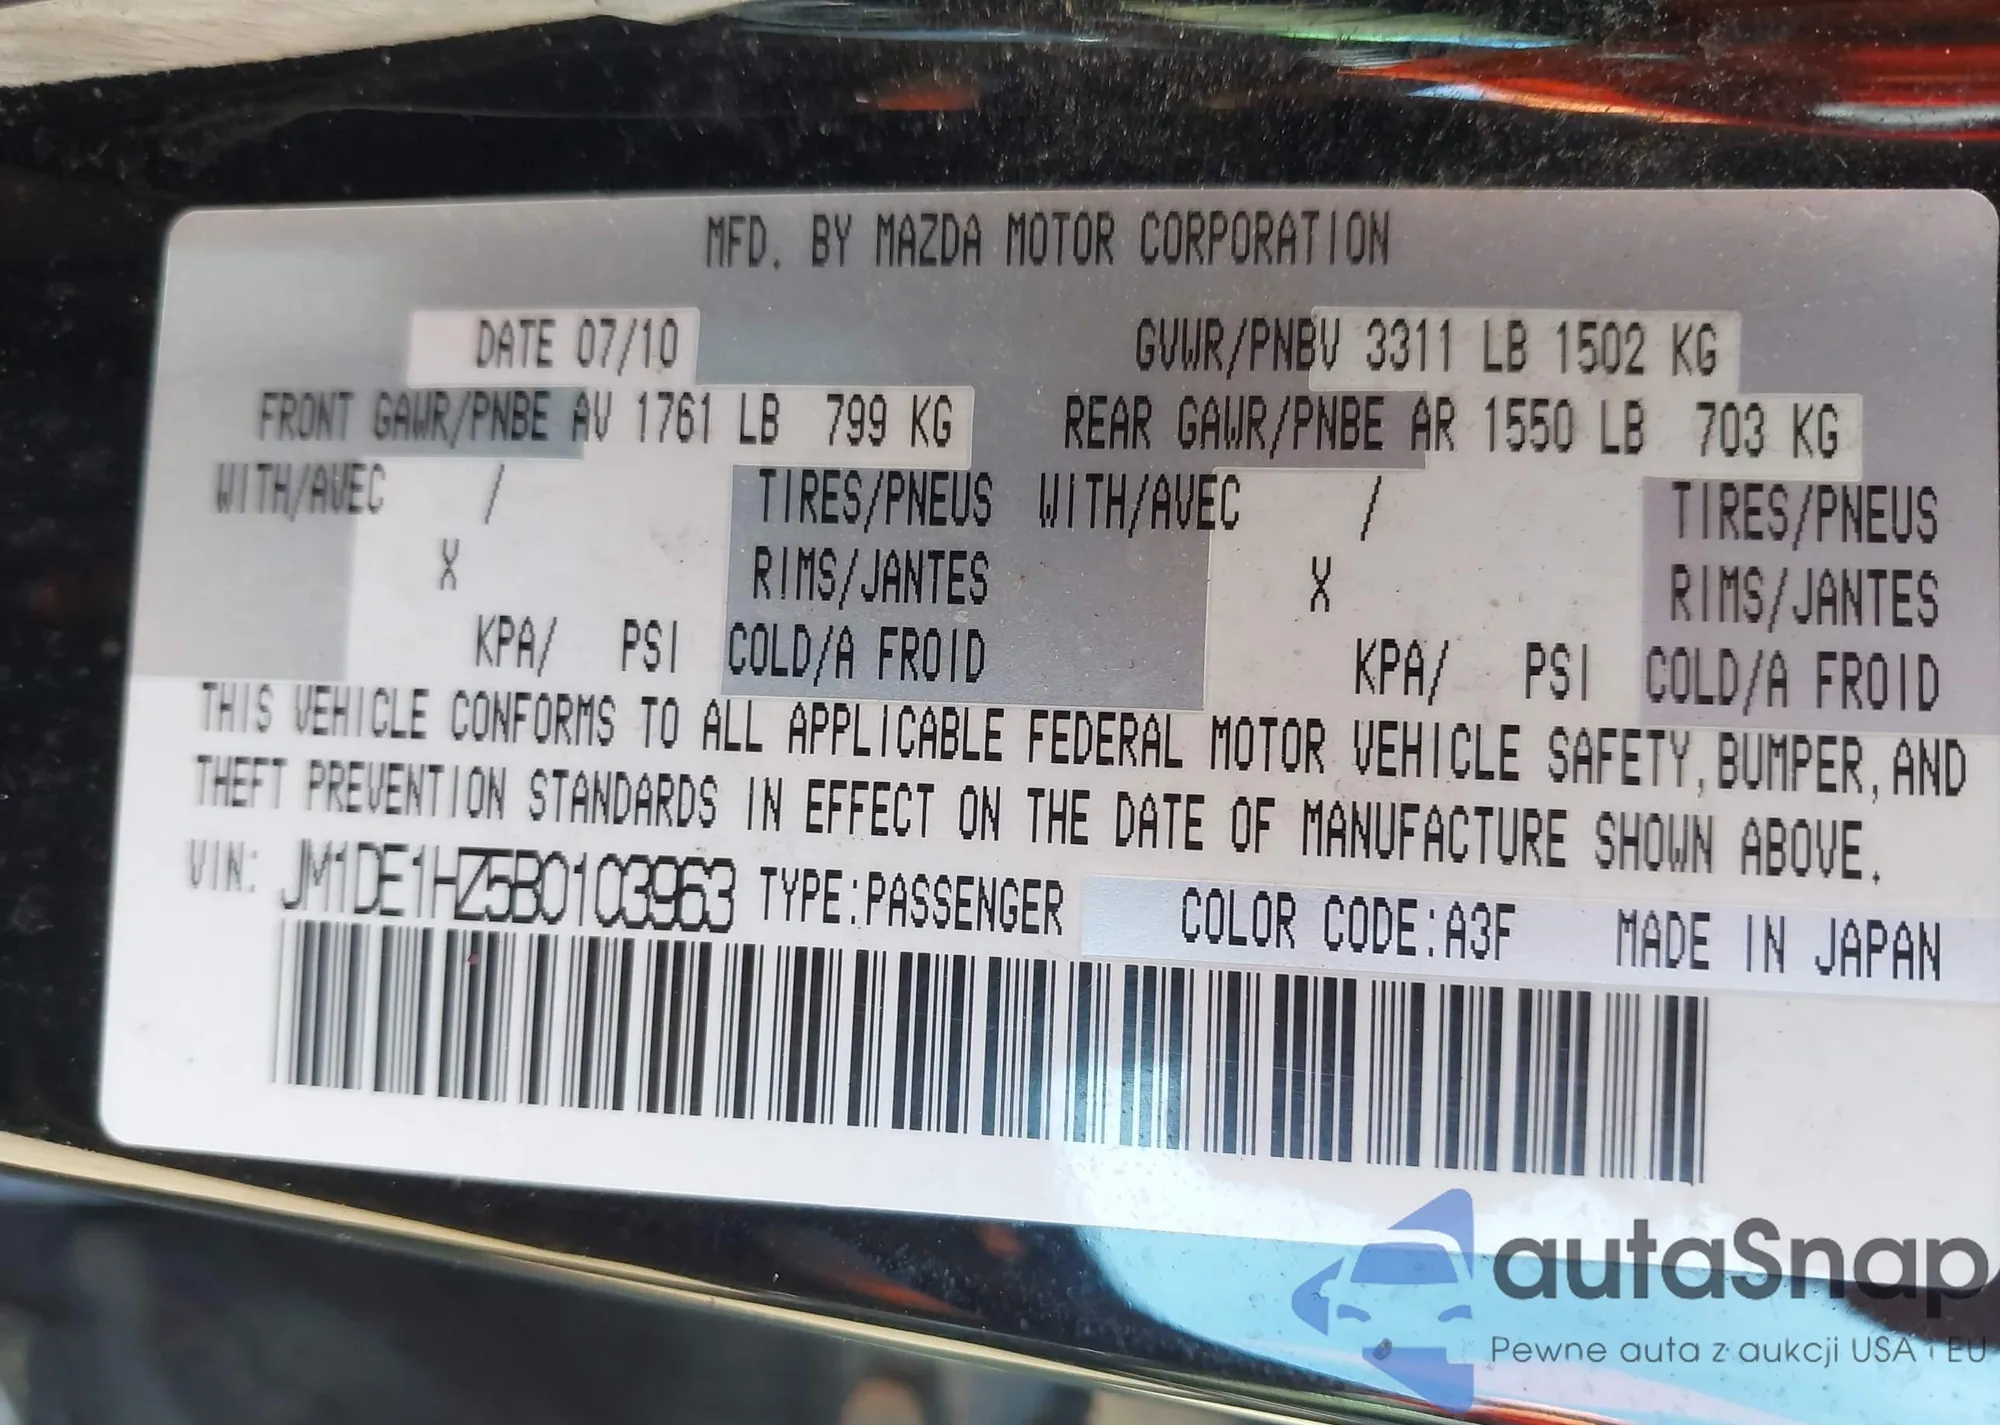 MFD. BY MAZDA MOTOR CORPORATION
DATE 07/10 GVWR/PNBV 3311 LB 1502 KG
FRONT GAWR/PNBE AV 1761 LB 799 KG REAR GAWR/PNBE AR 1550 LB 703 KG
WITH/AVEC / TIRES/PNEUS WITH/AVEC / TIRES/PNEUS
X RIMS/JANTES X RIMS/JANTES
KPA/ PSI COLD/A FROID KPA/ PSI COLD/A FROID
THIS VEHICLE CONFORMS TO ALL APPLICABLE FEDERAL MOTOR VEHICLE SAFETY, BUMPER, AND
THEFT PREVENTION STANDARDS IN EFFECT ON THE DATE OF MANUFACTURE SHOWN ABOVE.
VIN: JM1DE1HZ5B0103963 TYPE:PASSENGER COLOR CODE:A3F MADE IN JAPAN
autaSnap
Pewne auta z aukcji USA i EU